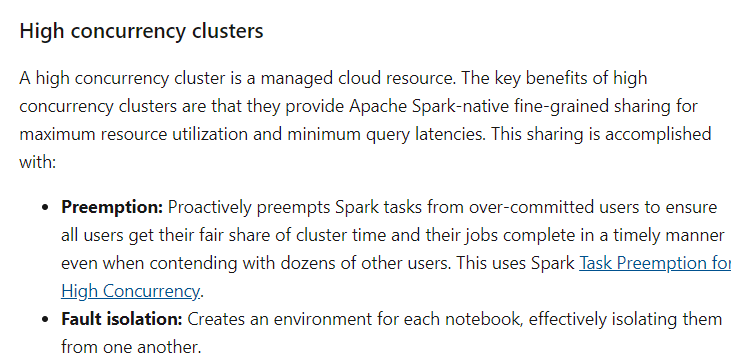 High concurrency clusters
A high concurrency cluster is a managed cloud resource. The key benefits of high
concurrency clusters are that they provide Apache Spark-native fine-grained sharing for
maximum resource utilization and minimum query latencies. This sharing is accomplished
with:
• Preemption: Proactively preempts Spark tasks from over-committed users to ensure
all users get their fair share of cluster time and their jobs complete in a timely manner
even when contending with dozens of other users. This uses Spark Task Preemption for
High Concurrency.
• Fault isolation: Creates an environment for each notebook, effectively isolating them
from one another.